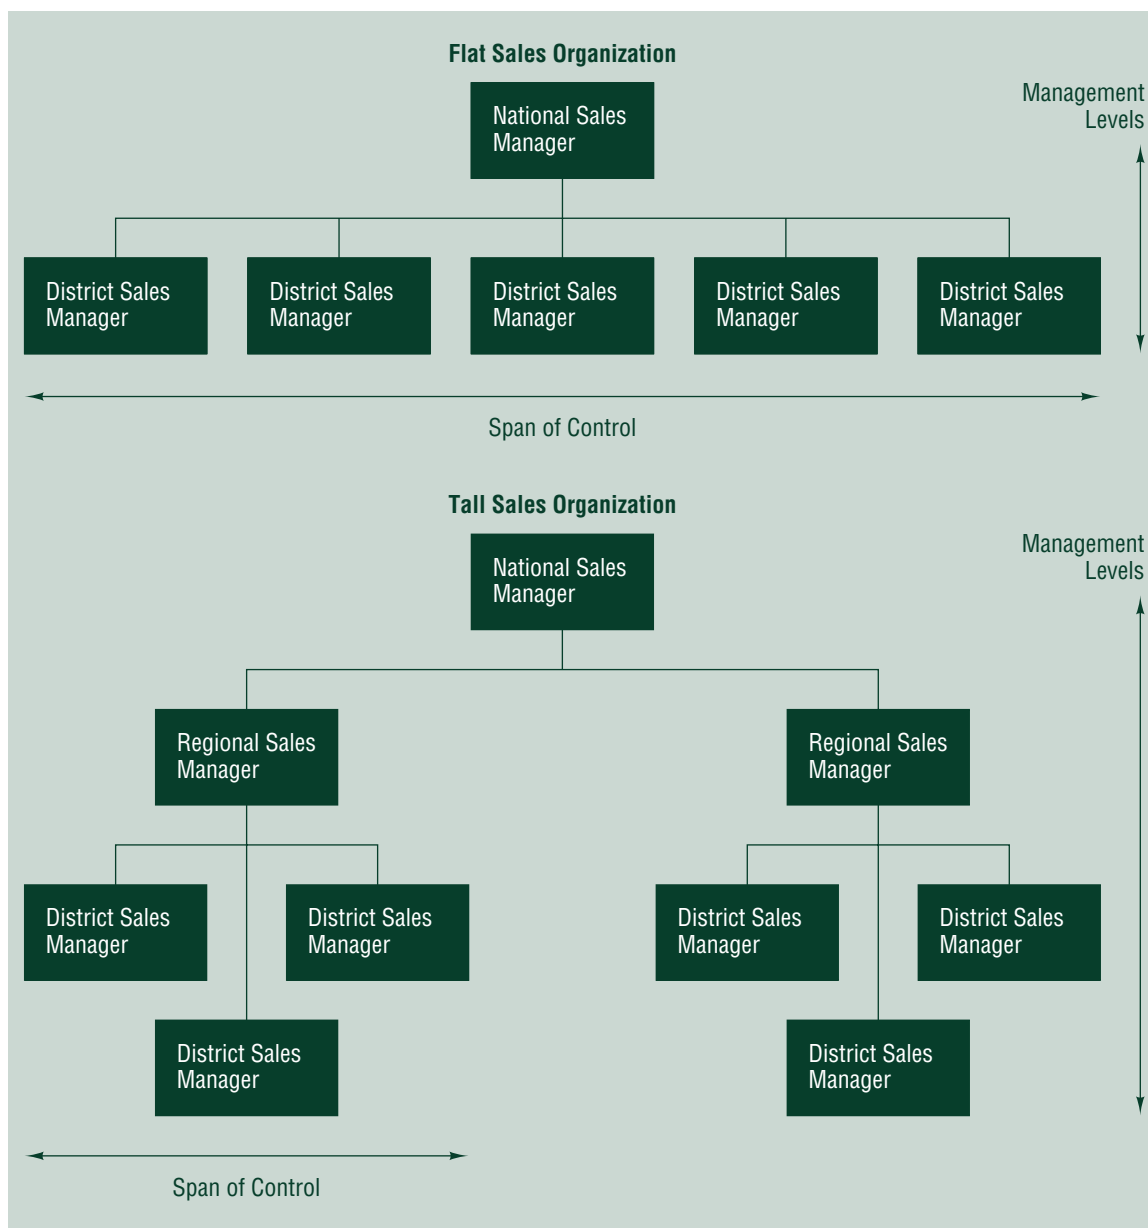 Flat Sales Organization
National Sales
Manager
Management
Levels
District Sales
Manager
District Sales
Manager
District Sales
Manager
District Sales
Manager
District Sales
Manager
Span of Control
Tall Sales Organization
National Sales
Manager
Management
Levels
Regional Sales
Manager
Regional Sales
Manager
District Sales
Manager
District Sales
Manager
District Sales
Manager
District Sales
Manager
District Sales
Manager
District Sales
Manager
Span of Control